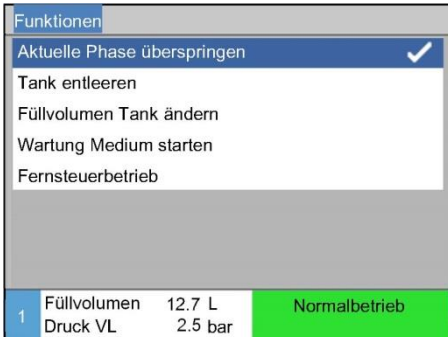 Funktionen
Aktuelle Phase überspringen
Tank entleeren
Füllvolumen Tank ändern
Wartung Medium starten
Fernsteuerbetrieb
1
Füllvolumen 12.7 L
Druck VL 2.5 bar
Normalbetrieb